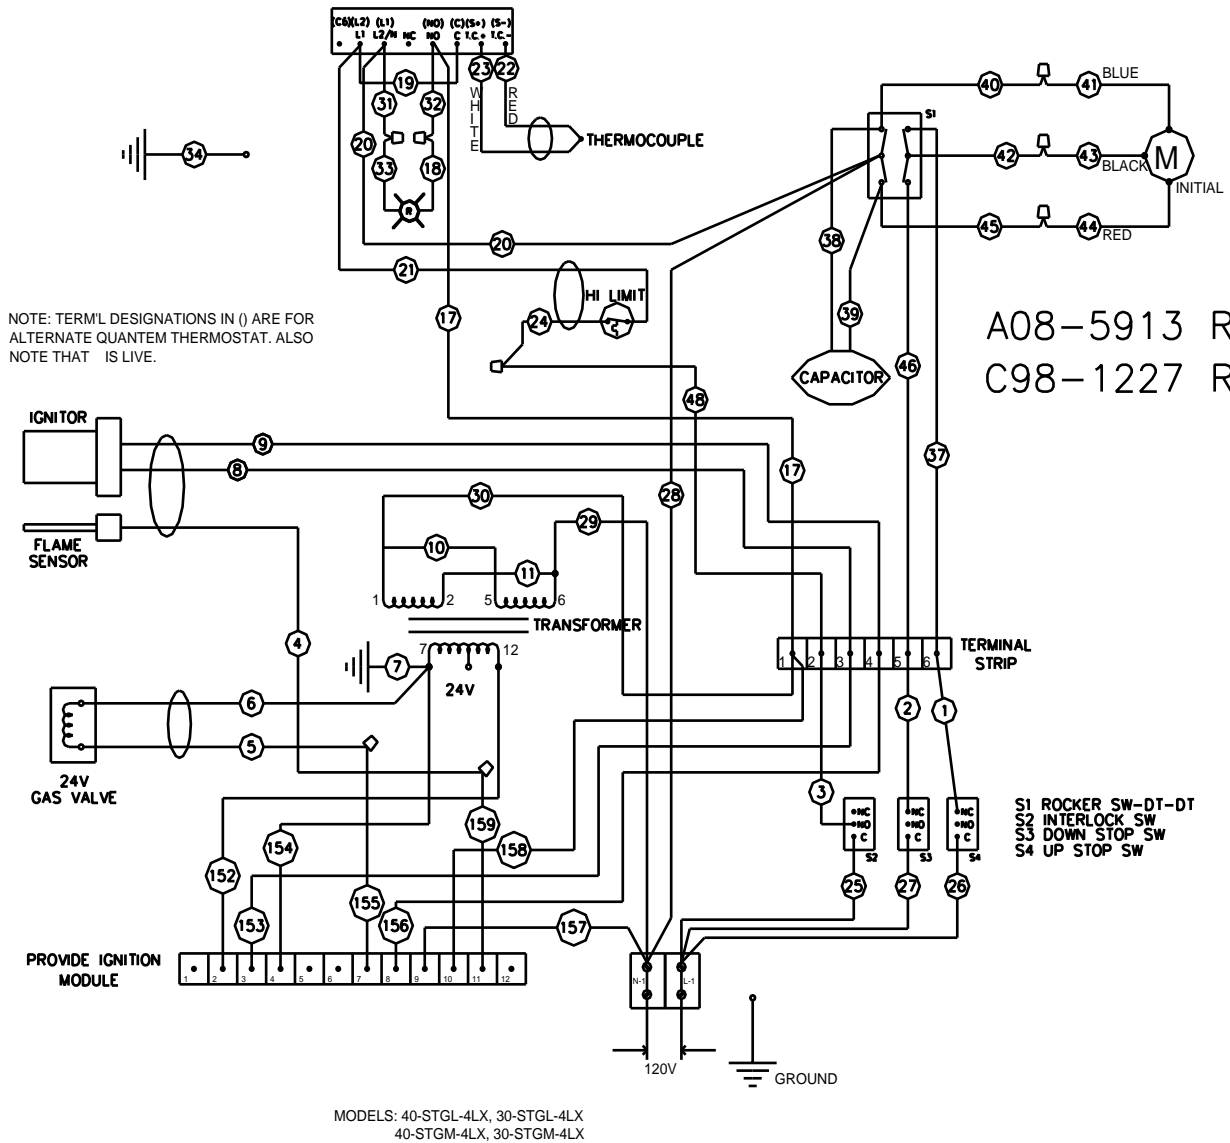 (C6)(L2) (L1) (NO) (C)(S+) (S-)
L1 L2/N NC NO C T.C.+ T.C.-
19
23
22
31
32
WHITE
RED
20
33
18
R
THERMOCOUPLE
34
20
21
17
24
HI LIMIT
48
S1
40
41
BLUE
42
43
BLACK
M
INITIAL
45
44
RED
38
39
46
37
CAPACITOR
NOTE: TERM'L DESIGNATIONS IN () ARE FOR
ALTERNATE QUANTEM THERMOSTAT. ALSO
NOTE THAT IS LIVE.
A08-5913 R
C98-1227 R
IGNITOR
9
8
FLAME
SENSOR
17
28
30
29
10
11
1 2 5 6
TRANSFORMER
7 12
24V
7
4
6
5
24V
GAS VALVE
1 2 3 4 5 6
TERMINAL
STRIP
2
1
3
NC NO C
S2
NC NO C
S3
NC NO C
S4
S1 ROCKER SW-DT-DT
S2 INTERLOCK SW
S3 DOWN STOP SW
S4 UP STOP SW
25
27
26
152
153
154
155
156
159
158
157
PROVIDE IGNITION
MODULE
1 2 3 4 5 6 7 8 9 10 11 12
N-1 L-1
120V
GROUND
MODELS: 40-STGL-4LX, 30-STGL-4LX
40-STGM-4LX, 30-STGM-4LX